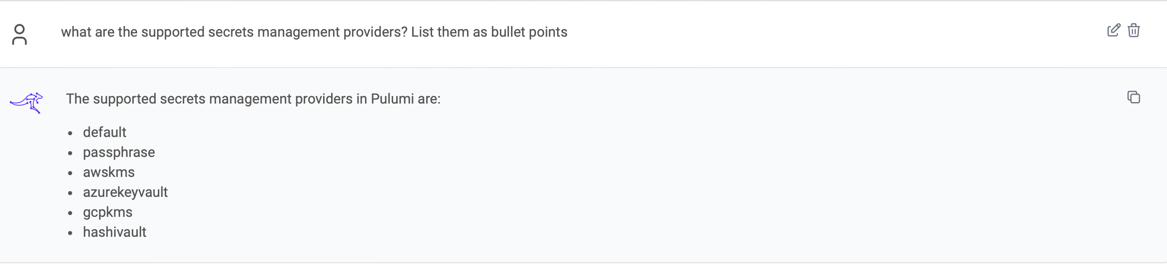 what are the supported secrets management providers? List them as bullet points
The supported secrets management providers in Pulumi are:
• default
• passphrase
• awskms
• azurekeyvault
• gcpkms
• hashivault